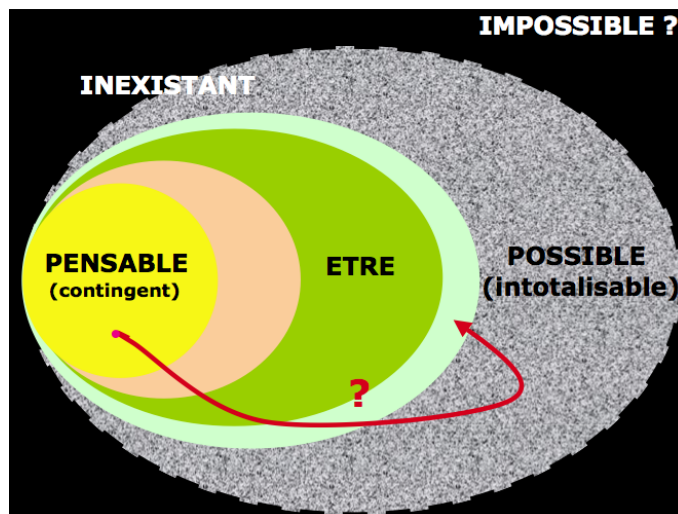 IMPOSSIBLE ?
INEXISTANT
PENSABLE
(contingent)
ETRE
POSSIBLE
(intotalisable)
?